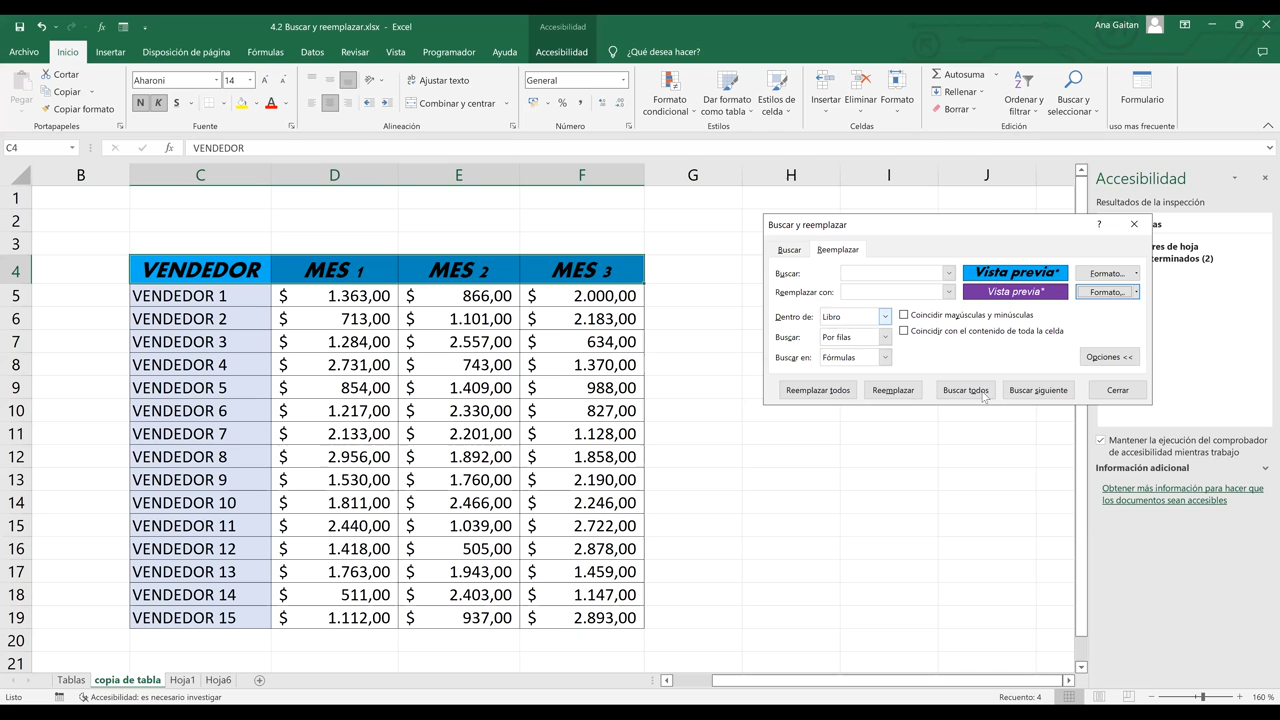 4.2 Buscar y reemplazar.xlsx - Excel
Accesibilidad
Ana Gaitan
Archivo Inicio Insertar Disposición de página Fórmulas Datos Revisar Vista Programador Ayuda Accesibilidad ¿Qué desea hacer?
Pegar
Cortar
Copiar
Copiar formato
Portapapeles
Aharoni 14
N K S
Fuente
Ajustar texto
Combinar y centrar
Alineación
General
$ % 
Número
Formato condicional
Dar formato como tabla
Estilos de celda
Estilos
Insertar Eliminar Formato
Celdas
Autosuma
Rellenar
Borrar
Ordenar y filtrar
Buscar y seleccionar
Edición
Formulario
uso mas frecuente
C4 fx VENDEDOR
B C D E F G H I J
1
2
3
4 VENDEDOR MES 1 MES 2 MES 3
5 VENDEDOR 1 $ 1.363,00 $ 866,00 $ 2.000,00
6 VENDEDOR 2 $ 713,00 $ 1.101,00 $ 2.183,00
7 VENDEDOR 3 $ 1.284,00 $ 2.557,00 $ 634,00
8 VENDEDOR 4 $ 2.731,00 $ 743,00 $ 1.370,00
9 VENDEDOR 5 $ 854,00 $ 1.409,00 $ 988,00
10 VENDEDOR 6 $ 1.217,00 $ 2.330,00 $ 827,00
11 VENDEDOR 7 $ 2.133,00 $ 2.201,00 $ 1.128,00
12 VENDEDOR 8 $ 2.956,00 $ 1.892,00 $ 1.858,00
13 VENDEDOR 9 $ 1.530,00 $ 1.760,00 $ 2.190,00
14 VENDEDOR 10 $ 1.811,00 $ 2.466,00 $ 2.246,00
15 VENDEDOR 11 $ 2.440,00 $ 1.039,00 $ 2.722,00
16 VENDEDOR 12 $ 1.418,00 $ 505,00 $ 2.878,00
17 VENDEDOR 13 $ 1.763,00 $ 1.943,00 $ 1.459,00
18 VENDEDOR 14 $ 511,00 $ 2.403,00 $ 1.147,00
19 VENDEDOR 15 $ 1.112,00 $ 937,00 $ 2.893,00
20
21
Buscar y reemplazar ?
Buscar Reemplazar
Buscar: Vista previa* Formato...
Reemplazar con: Vista previa* Formato...
Dentro de: Libro Coincidir mayúsculas y minúsculas
Buscar: Por filas Coincidir con el contenido de toda la celda
Buscar en: Fórmulas Opciones <<
Reemplazar todos Reemplazar Buscar todos Buscar siguiente Cerrar
Accesibilidad
Resultados de la inspección
as
res de hoja
terminados (2)
Mantener la ejecución del comprobador
de accesibilidad mientras trabajo
Información adicional
Obtener más información para hacer que
los documentos sean accesibles
Tablas copia de tabla Hoja1 Hoja6
Listo Accesibilidad: es necesario investigar Recuento: 4 160 %